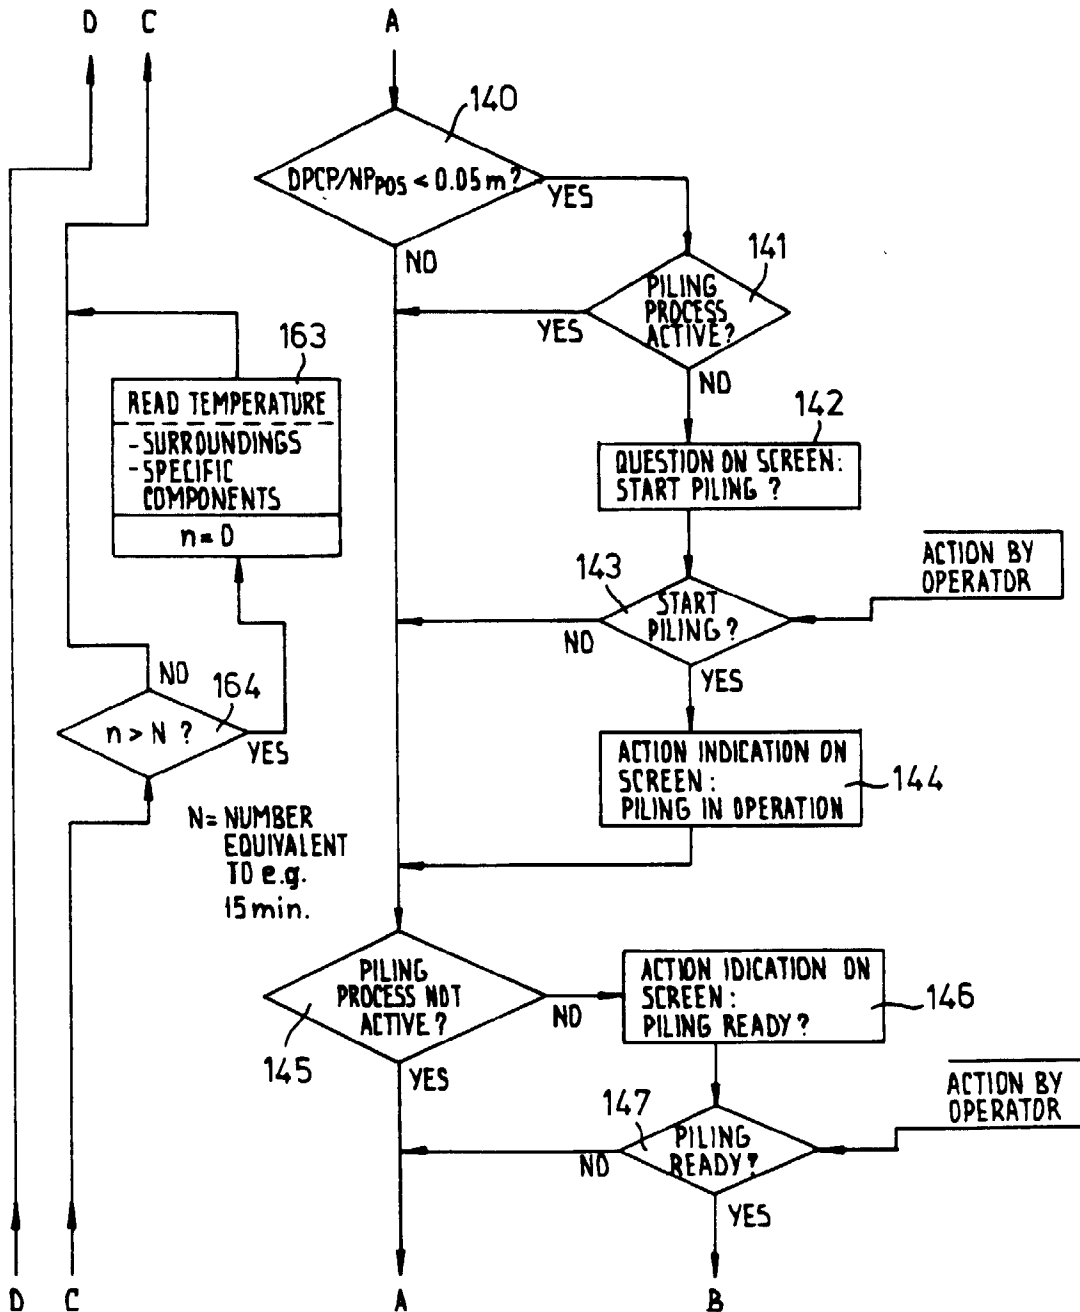 D
C
A
140
DPCP/NPPOS < 0.05 m?
YES
NO
141
PILING
PROCESS
ACTIVE?
YES
NO
163
READ TEMPERATURE
-SURROUNDINGS
-SPECIFIC
COMPONENTS
n=0
142
QUESTION ON SCREEN:
START PILING ?
ACTION BY
OPERATOR
143
START
PILING ?
NO
YES
NO
164
n > N ?
YES
ACTION INDICATION ON
SCREEN:
PILING IN OPERATION
144
N= NUMBER
EQUIVALENT
TO e.g.
15 min.
PILING
PROCESS NOT
ACTIVE?
NO
145
YES
ACTION IDICATION ON
SCREEN:
PILING READY?
146
ACTION BY
OPERATOR
147
PILING
READY?
NO
YES
D
C
A
B